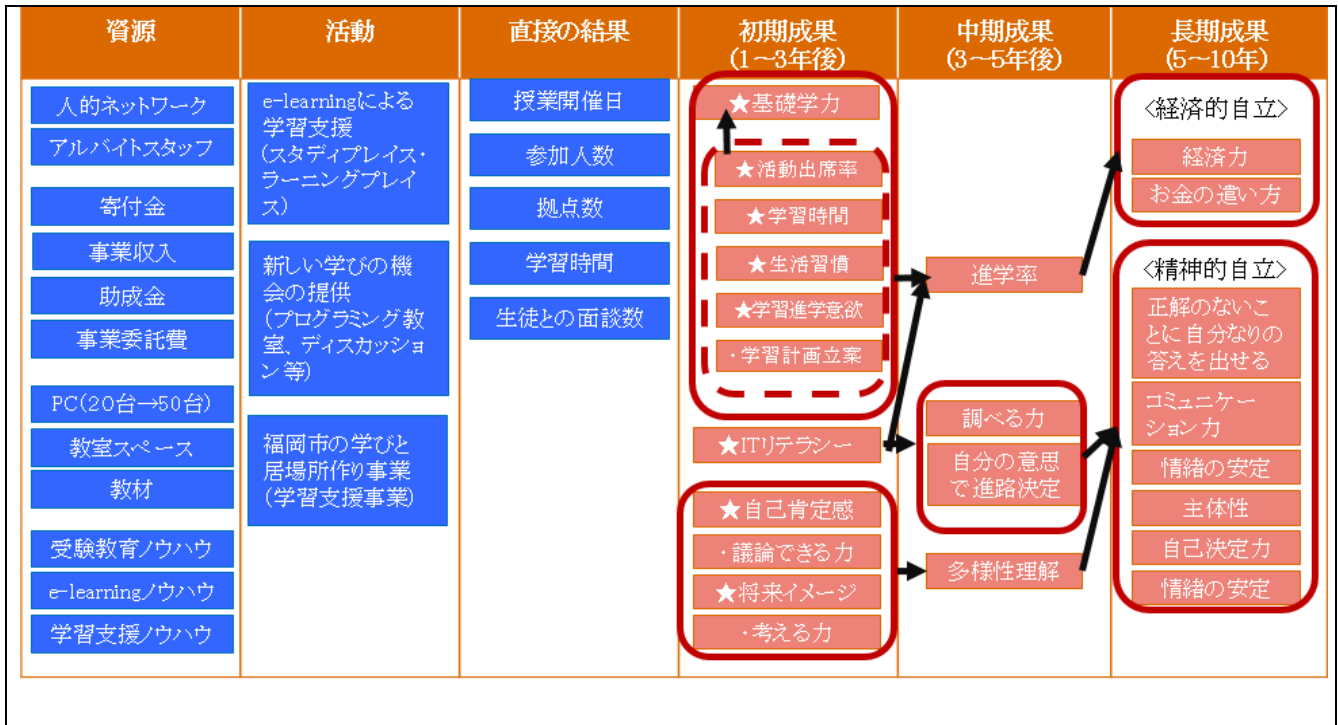 資源
活動
直接の結果
初期成果
(1～3年後)
中期成果
(3～5年後)
長期成果
(5～10年)
人的ネットワーク
アルバイトスタッフ
寄付金
事業収入
助成金
事業委託費
PC(20台→50台)
教室スペース
教材
受験教育ノウハウ
e-learningノウハウ
学習支援ノウハウ
e-learningによる
学習支援
(スタディプレイス・
ラーニングプレイ
ス)
新しい学びの機
会の提供
(プログラミング教
室、ディスカッショ
ン等)
福岡市の学びと
居場所作り事業
(学習支援事業)
授業開催日
参加人数
拠点数
学習時間
生徒との面談数
★基礎学力
★活動出席率
★学習時間
★生活習慣
★学習進学意欲
・学習計画立案
★ITリテラシー
★自己肯定感
・議論できる力
★将来イメージ
・考える力
進学率
調べる力
自分の意思
で進路決定
多様性理解
<経済的自立>
経済力
お金の遣い方
<精神的自立>
正解のないこ
とに自分なりの
答えを出せる
コミュニケー
ション力
情緒の安定
主体性
自己決定力
情緒の安定